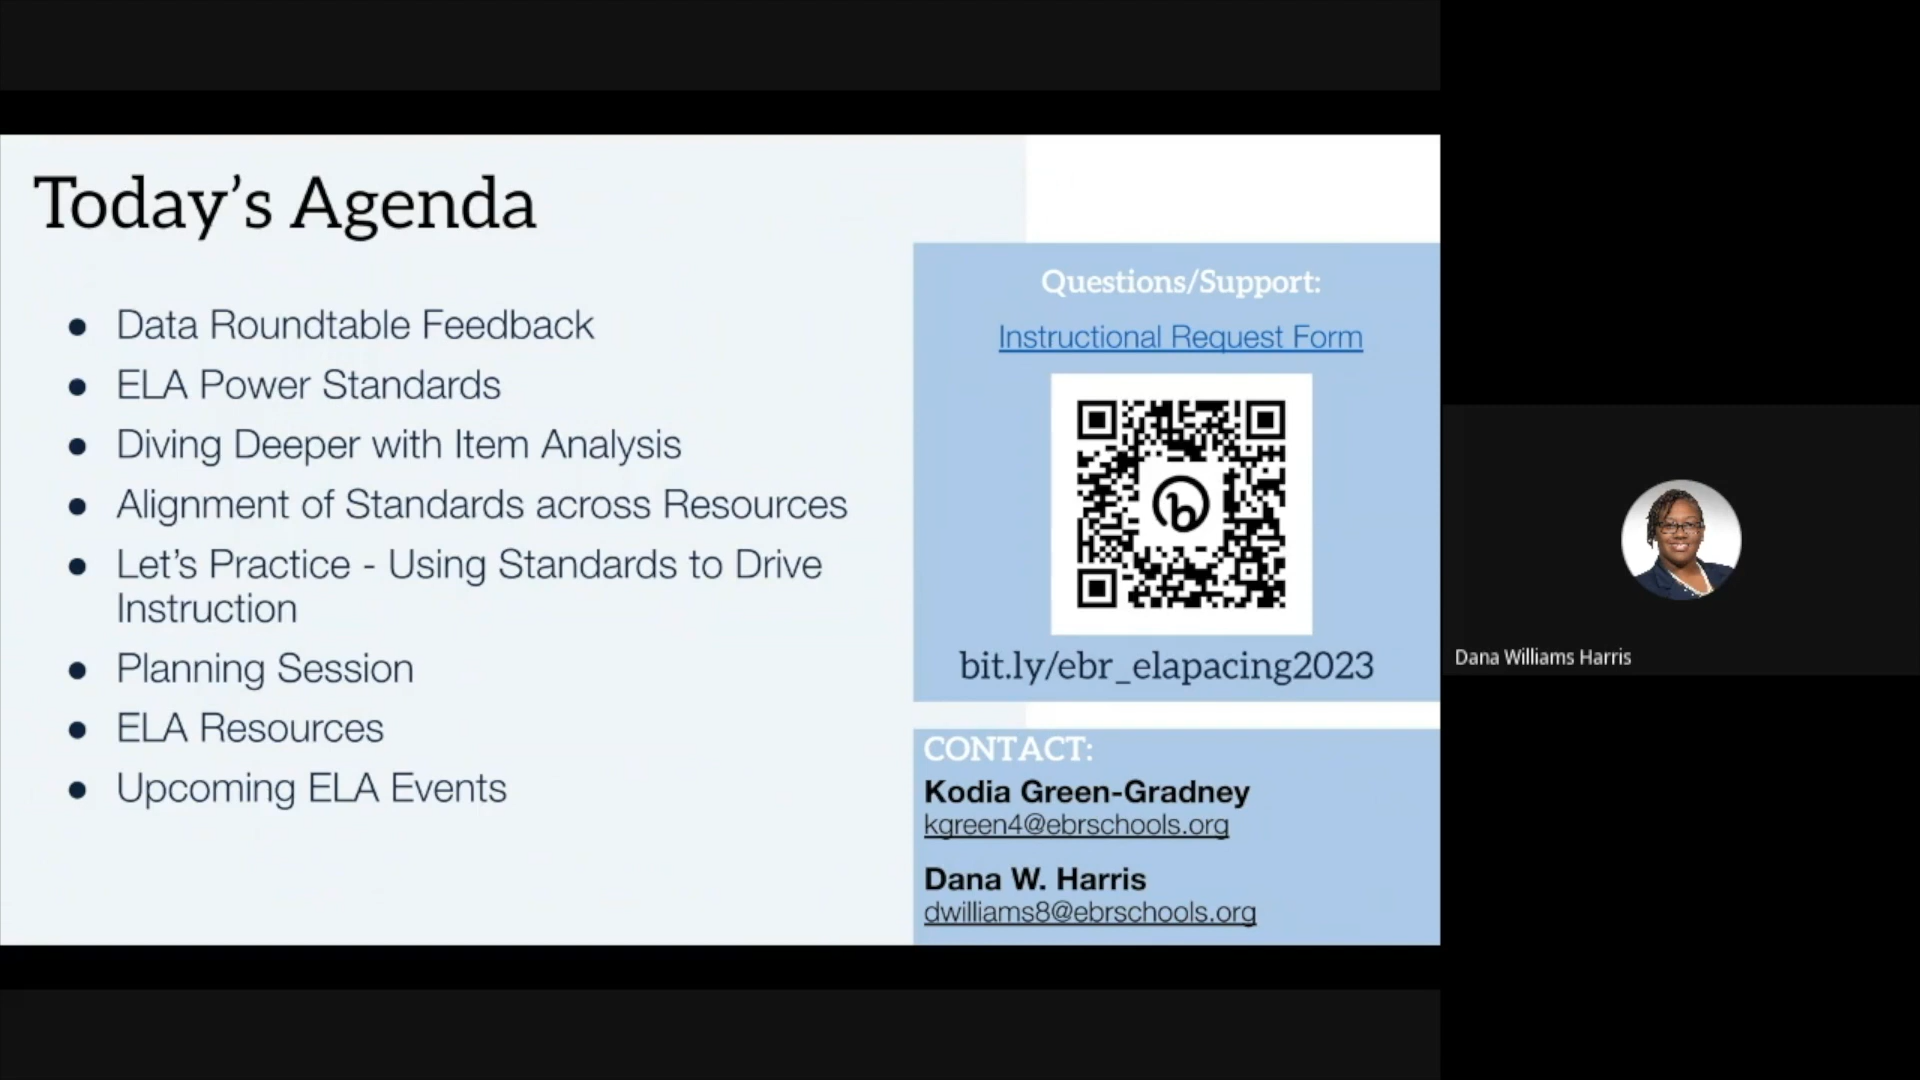 Today’s Agenda
● Data Roundtable Feedback
● ELA Power Standards
● Diving Deeper with Item Analysis
● Alignment of Standards across Resources
● Let’s Practice - Using Standards to Drive
Instruction
● Planning Session
● ELA Resources
● Upcoming ELA Events
Questions/Support:
Instructional Request Form
b
bit.ly/ebr_elapacing2023
CONTACT:
Kodia Green-Gradney
kgreen4@ebrschools.org
Dana W. Harris
dwilliams8@ebrschools.org
Dana Williams Harris